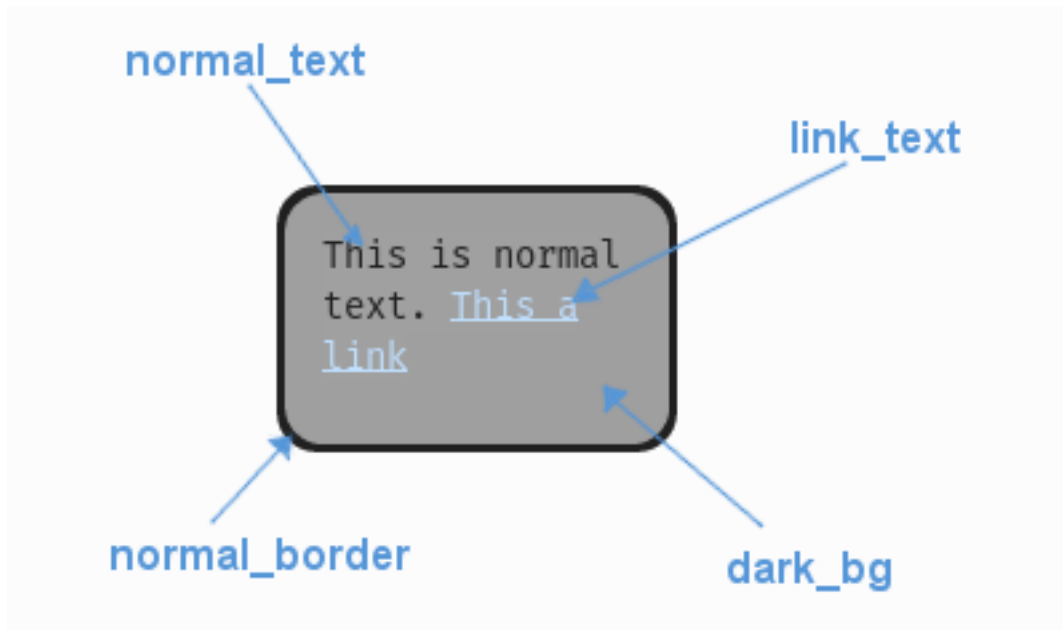 normal_text
link_text
This is normal
text. This a
link
normal_border
dark_bg